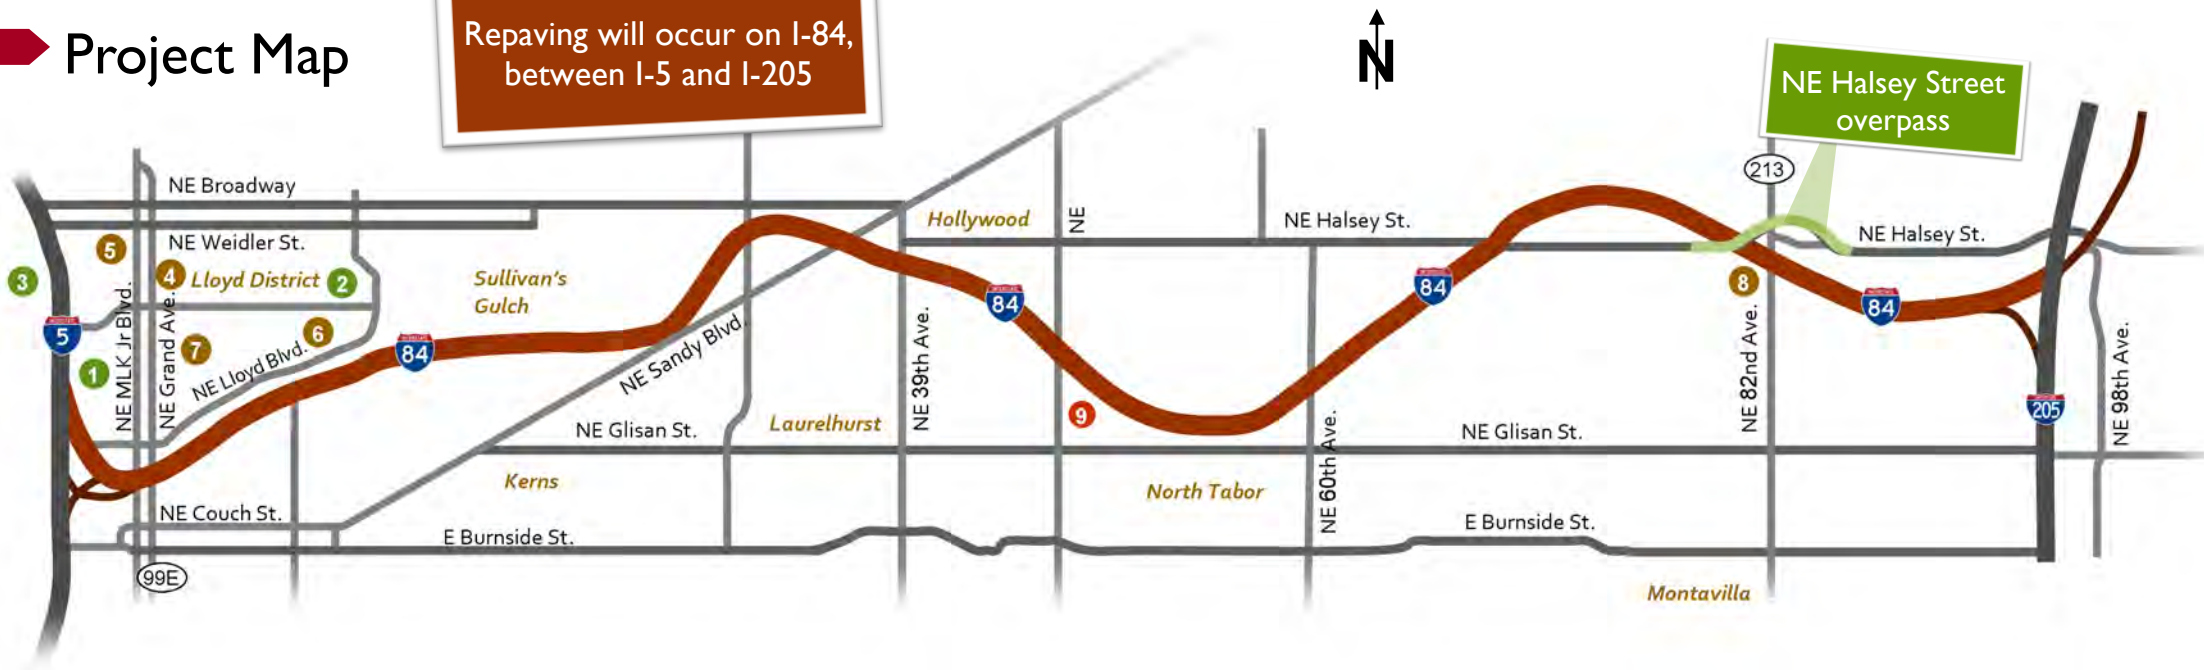 Project Map
Repaving will occur on I-84,
between I-5 and I-205
N
NE Halsey Street
overpass
213
NE Broadway
NE Weidler St.
5
4
Lloyd District
2
3
Sullivan's
Gulch
Hollywood
NE
NE Halsey St.
NE Halsey St.
8
84
84
84
84
5
1
7
6
NE MLK Jr Blvd.
NE Grand Ave.
NE Lloyd Blvd.
NE Sandy Blvd.
NE 39th Ave.
NE 82nd Ave.
NE 98th Ave.
205
9
Laurelhurst
NE Glisan St.
NE Glisan St.
Kerns
North Tabor
NE 60th Ave.
NE Couch St.
E Burnside St.
E Burnside St.
99E
Montavilla